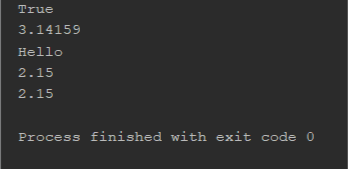 True
3.14159
Hello
2.15
2.15
Process finished with exit code 0